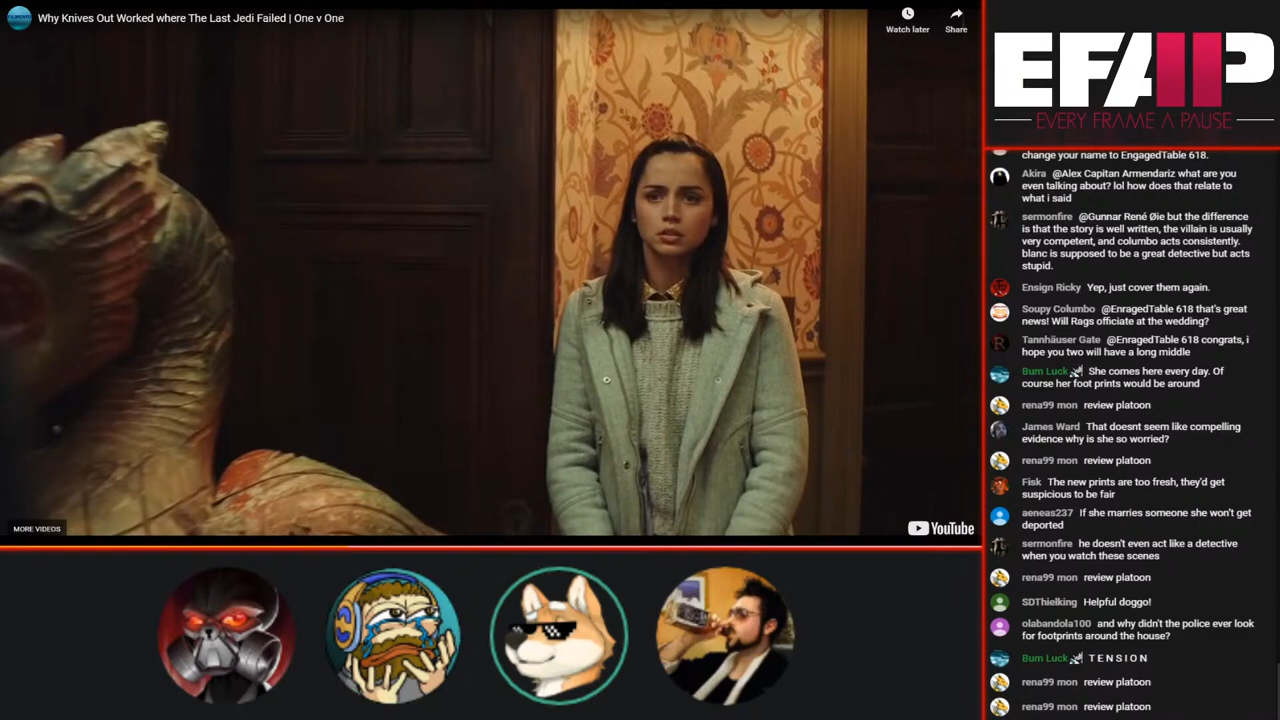 Why Knives Out Worked where The Last Jedi Failed | One v One
Watch later
Share
MORE VIDEOS
YouTube
EFAP
EVERY FRAME A PAUSE
change your name to EngagedTable 618.
Akira @Alex Capitan Armendariz what are you
even talking about? lol how does that relate to
what i said
sermonfire @Gunnar René Øie but the difference
is that the story is well written, the villain is usually
very competent, and columbo acts consistently.
blanc is supposed to be a great detective but acts
stupid.
Ensign Ricky Yep, just cover them again.
Soupy Columbo @EnragedTable 618 that's great
news! Will Rags officiate at the wedding?
Tannhäuser Gate @EnragedTable 618 congrats, i
hope you two will have a long middle
Bum Luck She comes here every day. Of
course her foot prints would be around
rena99 mon review platoon
James Ward That doesnt seem like compelling
evidence why is she so worried?
rena99 mon review platoon
Fisk The new prints are too fresh, they'd get
suspicious to be fair
aeneas237 If she marries someone she won't get
deported
sermonfire he doesn't even act like a detective
when you watch these scenes
rena99 mon review platoon
SDThielking Helpful doggo!
olabandola100 and why didn't the police ever look
for footprints around the house?
Bum Luck T E N S I O N
rena99 mon review platoon
rena99 mon review platoon